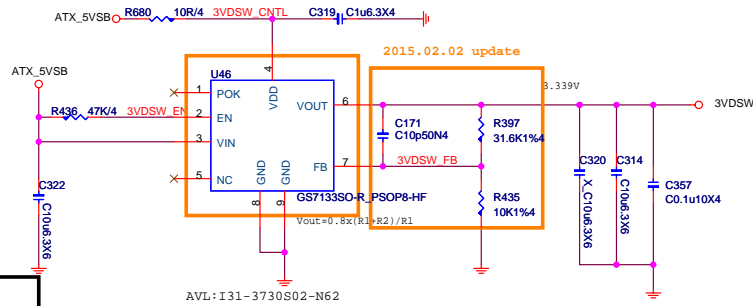 ATX_5VSB R680 10R/4 3VDSW_CNTL C319 C1u6.3X4
2015.02.02 update
ATX_5VSB
U46
4
3.339V
1 POK
VDD
VOUT 6
3VDSW
R436 47K/4 3VDSW_EN 2 EN
C171
C10p50N4
R397
31.6K1%4
3 VIN
C320
X_C10u6.3X6
C314
C10u6.3X6
C357
C0.1u10X4
FB 7 3VDSW_FB
5 NC
GND
GND
C322
C10u6.3X6
GS7133SO-R_PSOP8-HF
R435
10K1%4
8
9
Vout=0.8x(R1+R2)/R1
AVL:I31-3730S02-N62